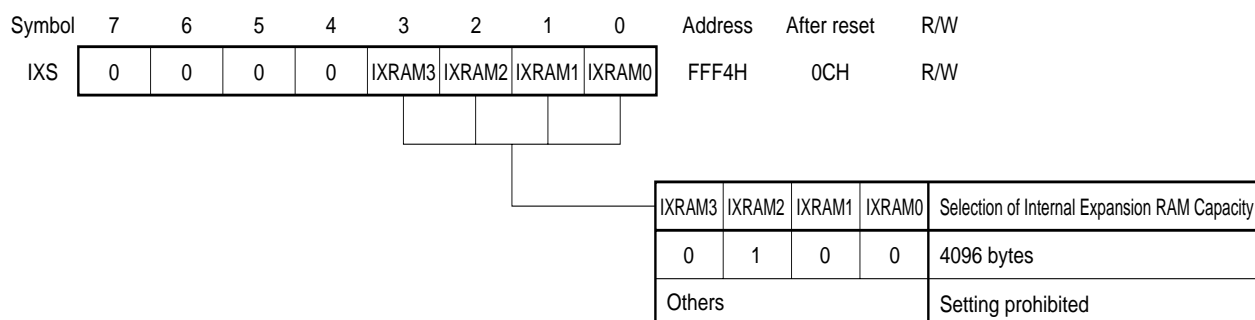 Symbol 7 6 5 4 3 2 1 0 Address After reset R/W
IXS 0 0 0 0 IXRAM3 IXRAM2 IXRAM1 IXRAM0 FFF4H 0CH R/W
IXRAM3 IXRAM2 IXRAM1 IXRAM0 Selection of Internal Expansion RAM Capacity
0 1 0 0 4096 bytes
Others Setting prohibited